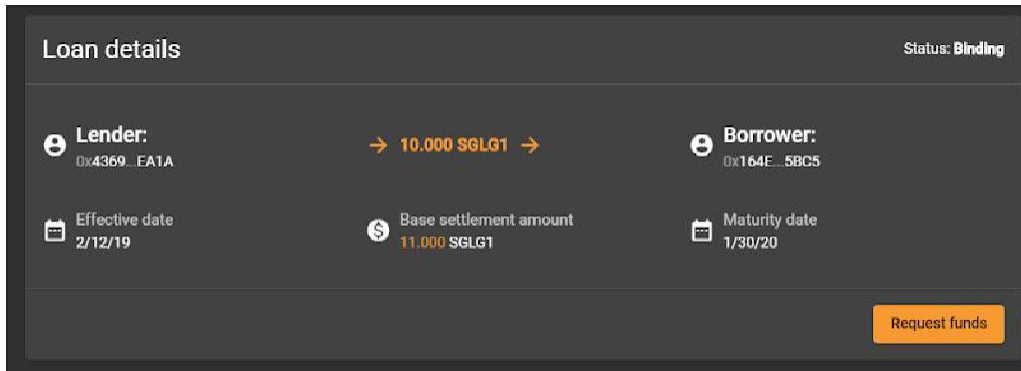 Loan details
Status: Binding
Lender:
0x4369...EA1A
10.000 SGLG1
Borrower:
0x164E...5BC5
Effective date
2/12/19
Base settlement amount
11.000 SGLG1
Maturity date
1/30/20
Request funds